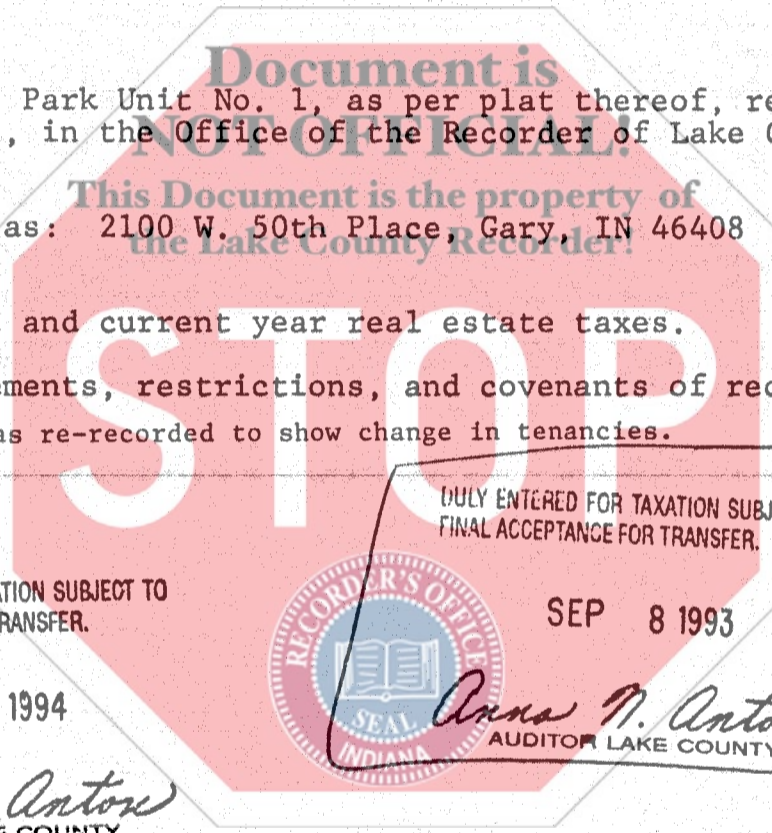 Document is
Park Unit No. 1, as per plat thereof, re
, in the Office of the Recorder of Lake C
NOT OFFICIAL!
This Document is the property of
as: 2100 W. 50th Place, Gary, IN 46408
the Lake County Recorder!
and current year real estate taxes.
ements, restrictions, and covenants of rec
as re-recorded to show change in tenancies.
STOP
DULY ENTERED FOR TAXATION SUBJ
FINAL ACCEPTANCE FOR TRANSFER.
ATION SUBJECT TO
RANSFER.
SEP 8 1993
RECORDER'S OFFICE
SEAL
INDIANA
1994
Anna N. Anto
AUDITOR LAKE COUNTY
Anton
COUNTY